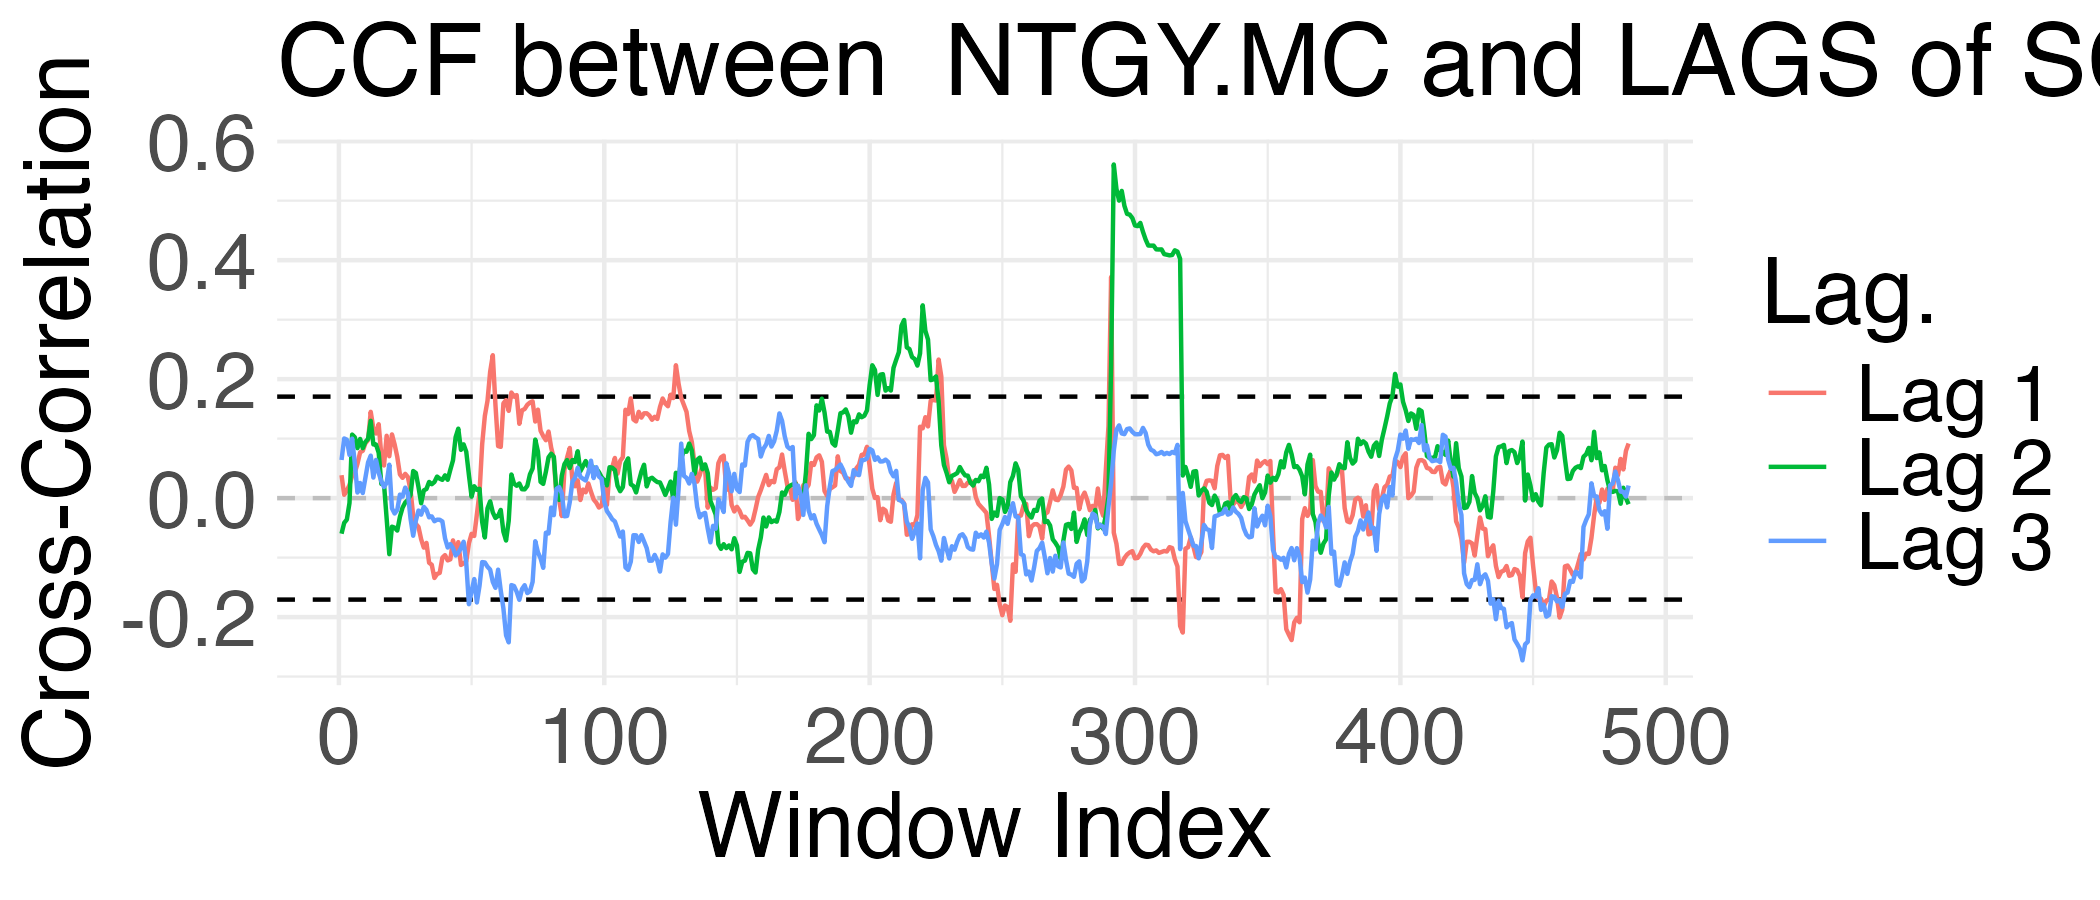 CCF between  NTGY.MC and LAGS of
Cross-Correlation
0.6
0.4
0.2
0.0
-0.2
0 100 200 300 400 500
Window Index
Lag.
Lag 1
Lag 2
Lag 3